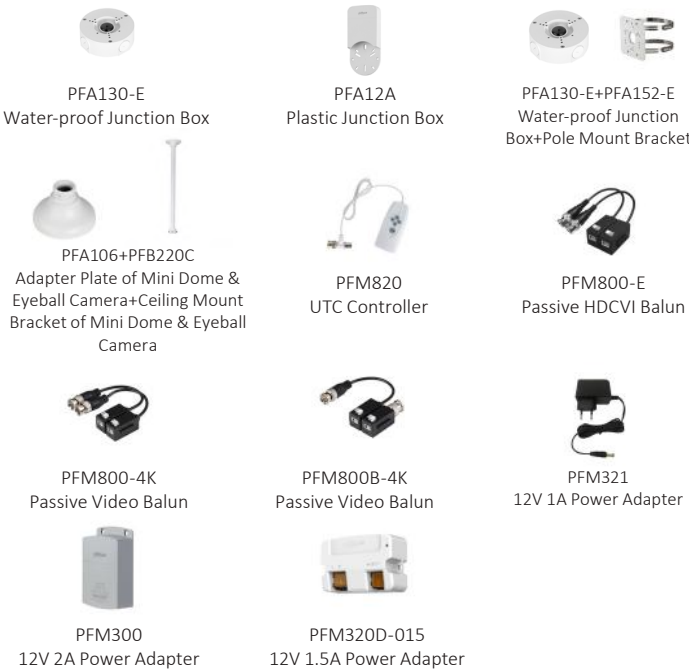 PFA130-E
Water-proof Junction Box
PFA12A
Plastic Junction Box
PFA130-E+PFA152-E
Water-proof Junction
Box+Pole Mount Bracket
PFA106+PFB220C
Adapter Plate of Mini Dome &
Eyeball Camera+Ceiling Mount
Bracket of Mini Dome & Eyeball
Camera
PFM820
UTC Controller
PFM800-E
Passive HDCVI Balun
PFM800-4K
Passive Video Balun
PFM800B-4K
Passive Video Balun
PFM321
12V 1A Power Adapter
PFM300
12V 2A Power Adapter
PFM320D-015
12V 1.5A Power Adapter